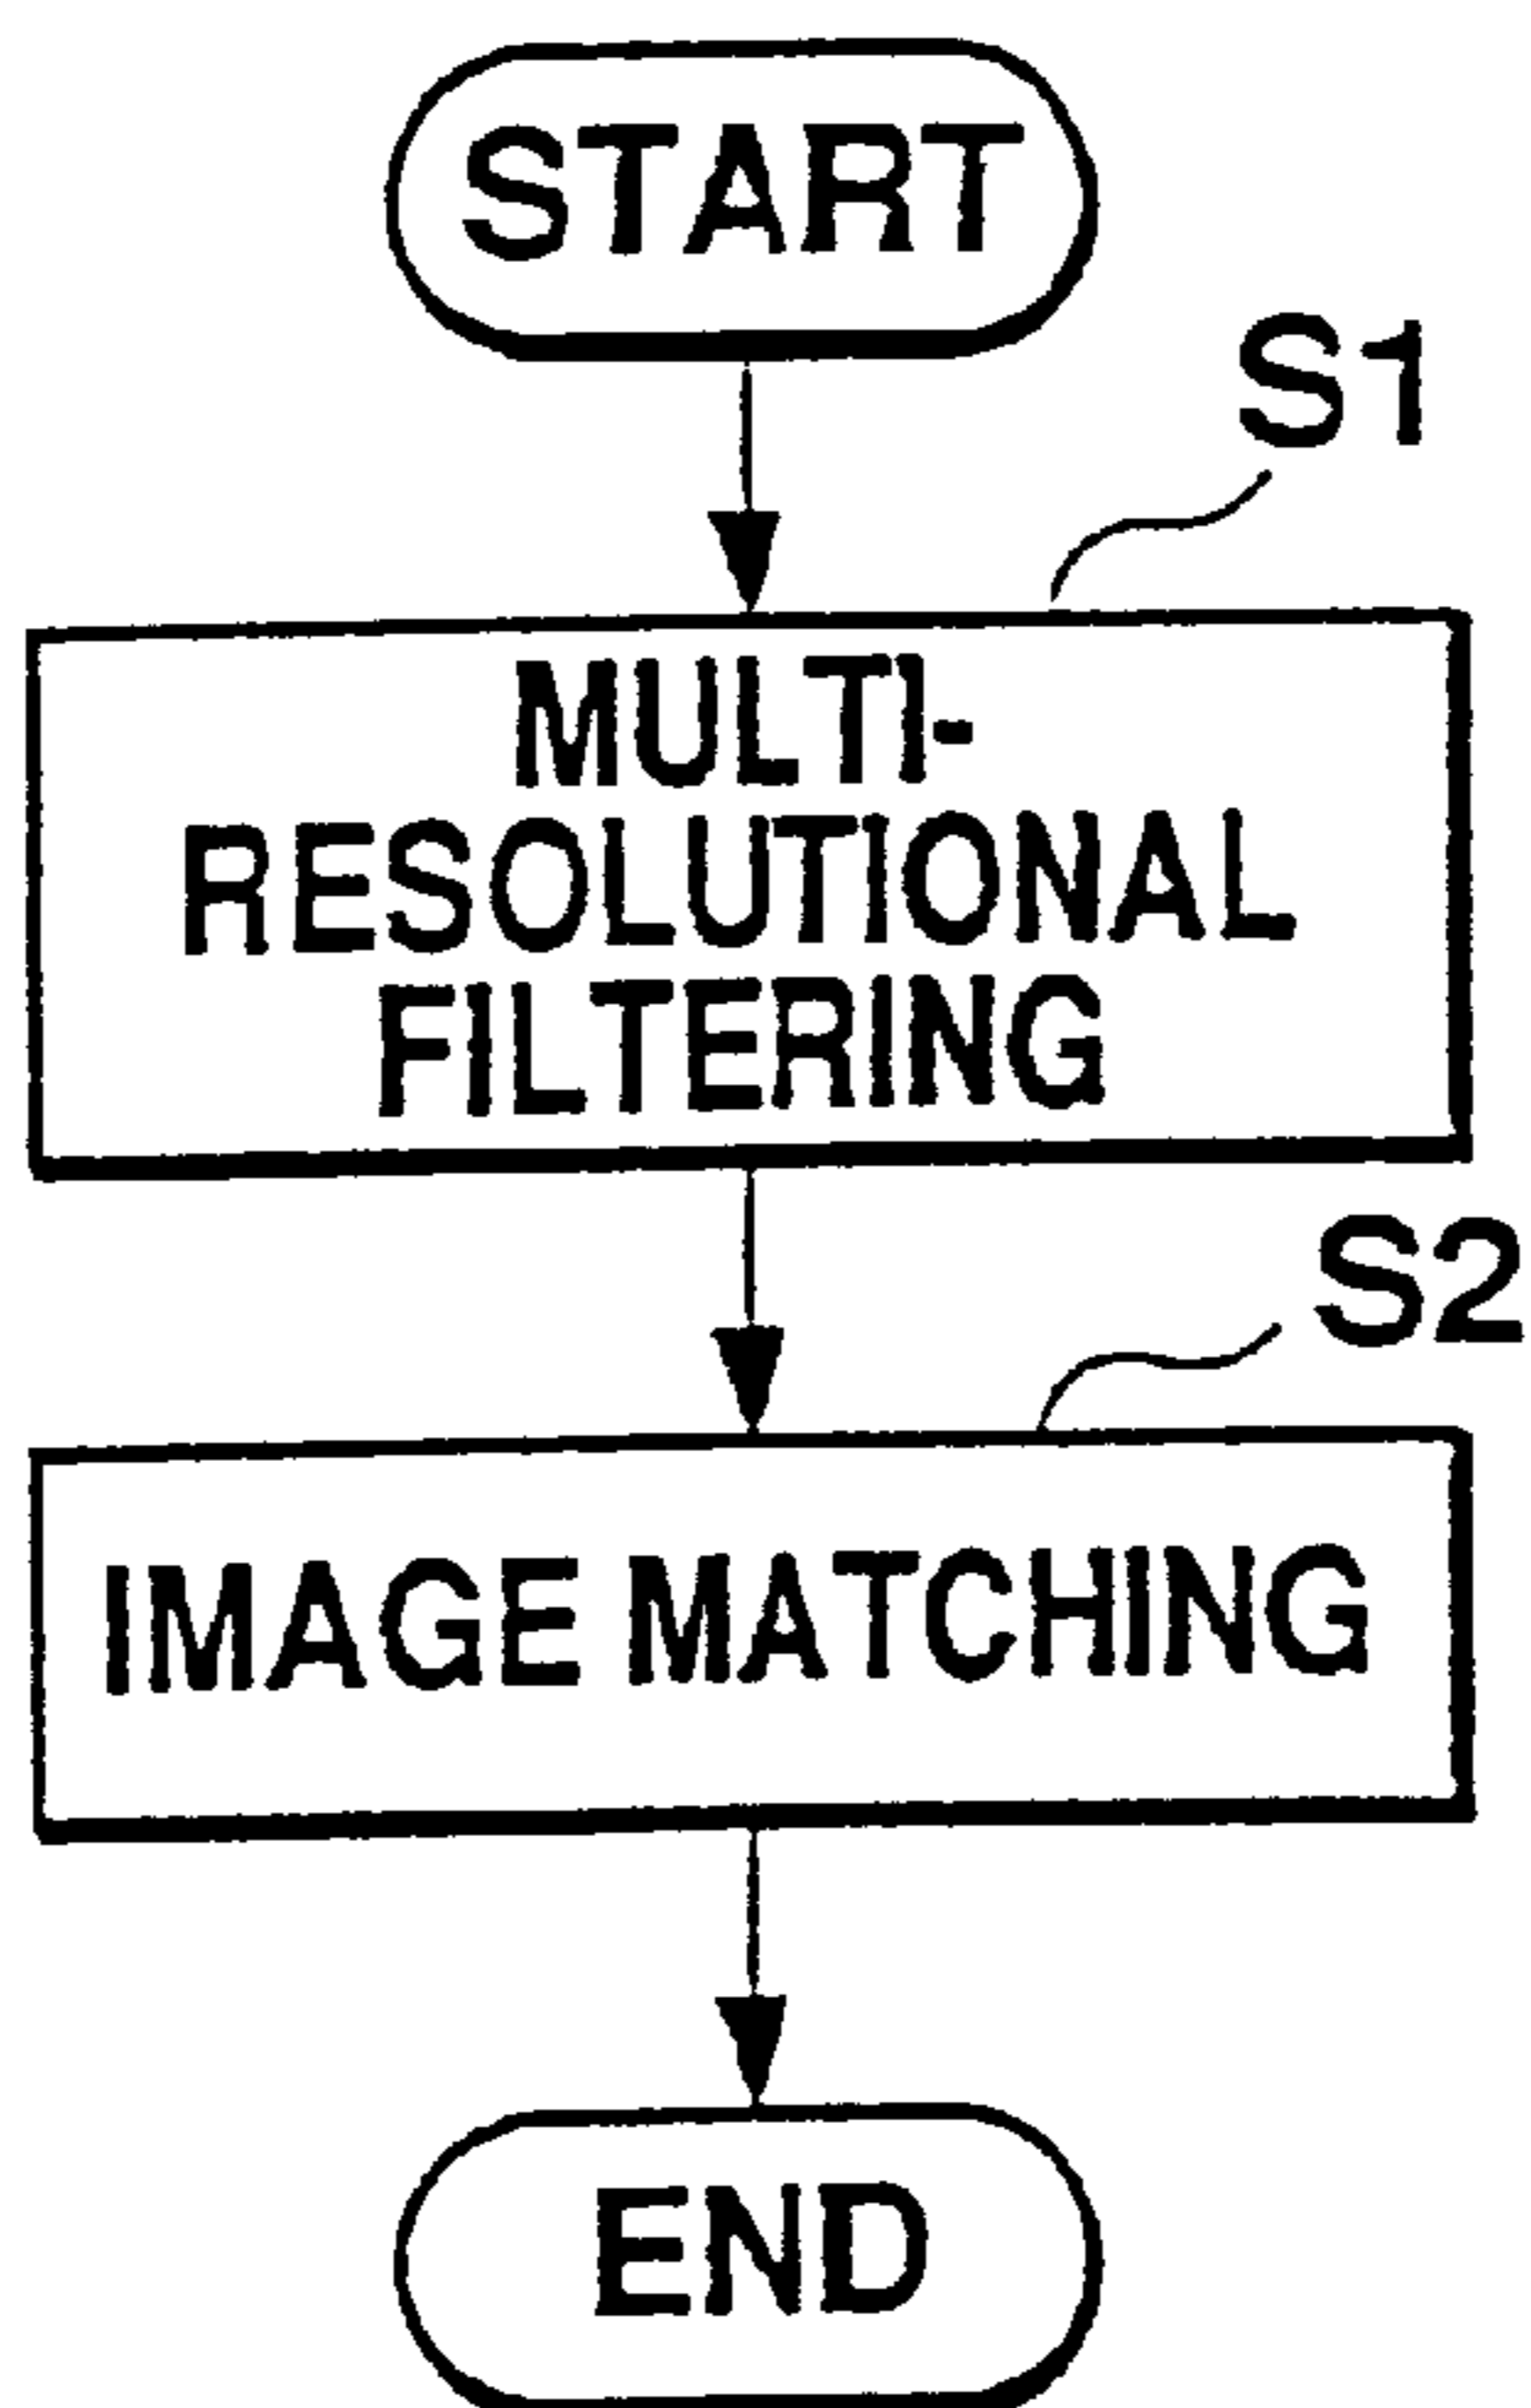 START
S1
MULTI-
RESOLUTIONAL
FILTERING
S2
IMAGE MATCHING
END